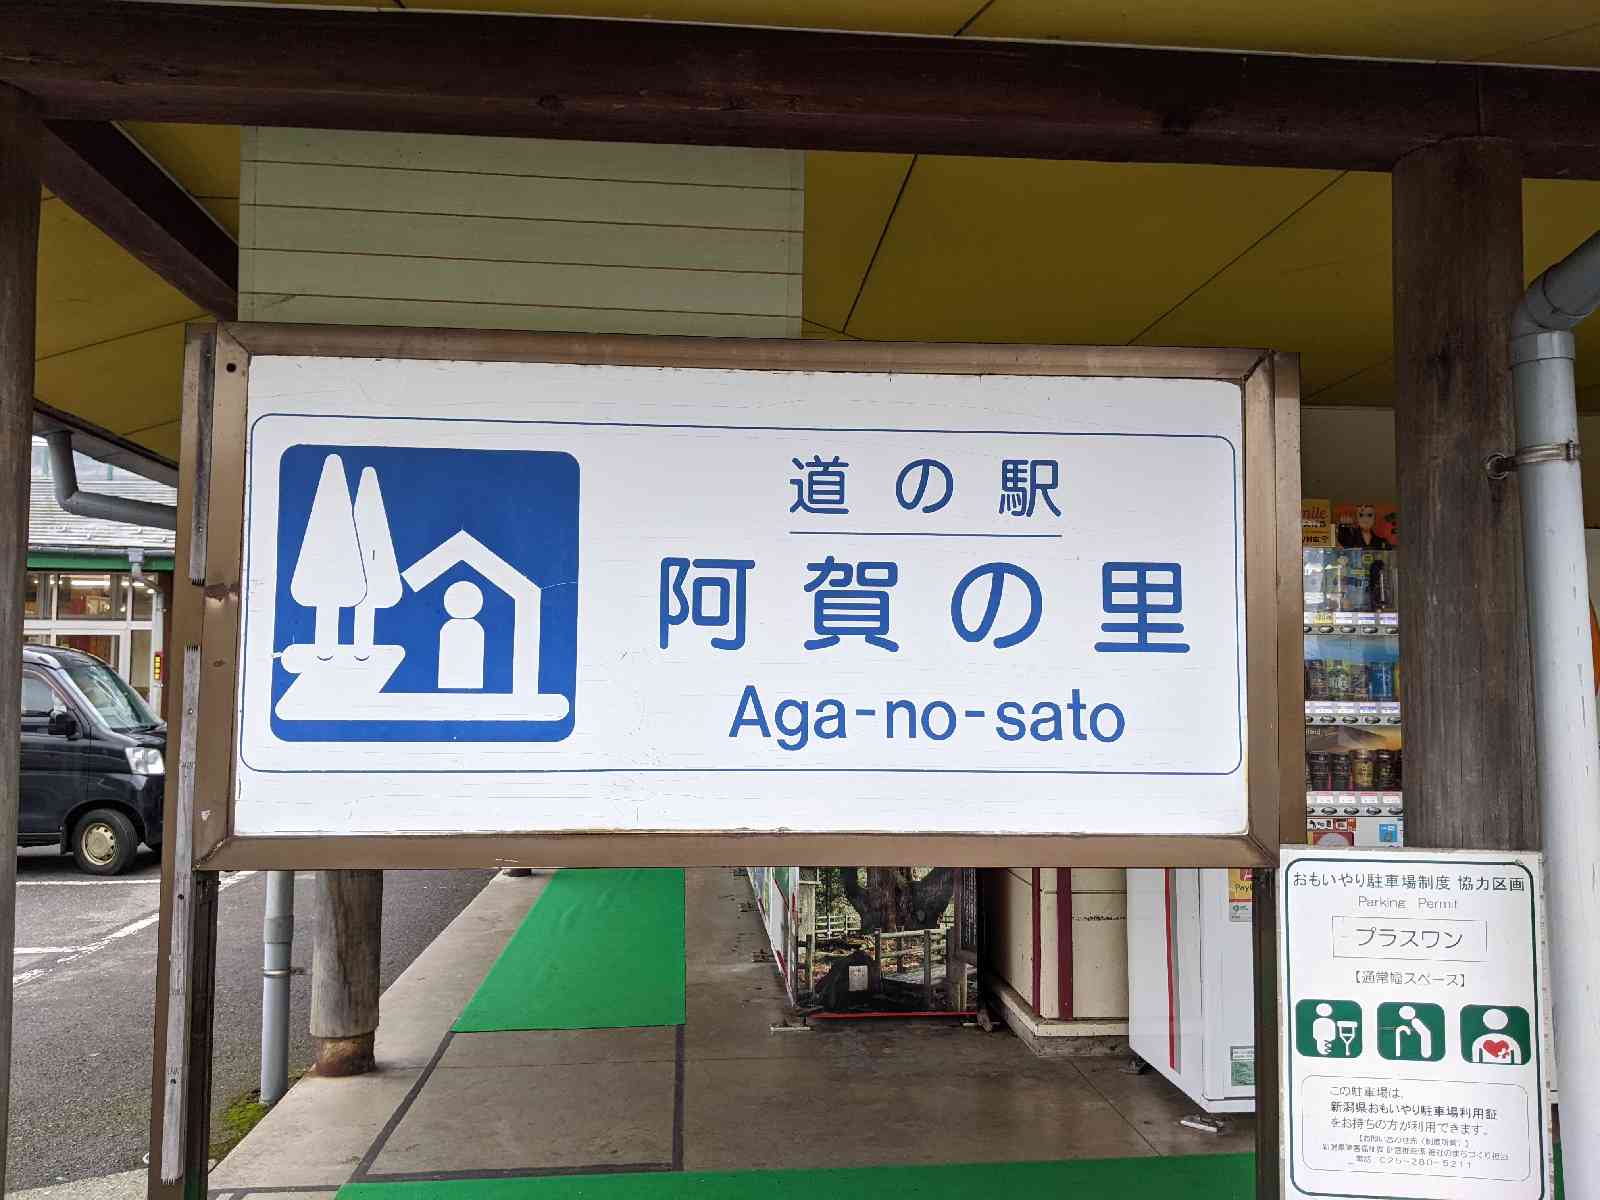 道の駅
阿賀の里
Aga-no-sato
おもいやり駐車場制度 協力区画
Parking Permit
プラスワン
【通常幅スペース】
この駐車場は、
新潟県おもいやり駐車場利用証
をお持ちの方が利用できます。